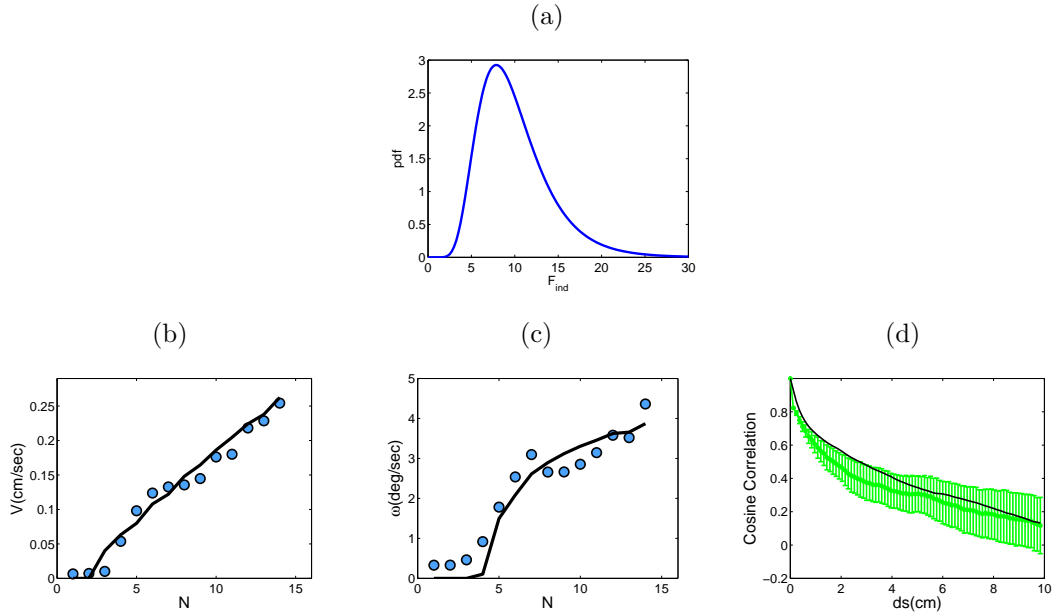 (a)
3
2.5
2
1.5
1
0.5
0
pdf
0 5 10 15 20 25 30
F_ind
(b)
0.25
0.2
0.15
0.1
0.05
0
V(cm/sec)
0 5 10 15
N
(c)
5
4
3
2
1
0
ω(deg/sec)
0 5 10 15
N
(d)
0.8
0.6
0.4
0.2
0
−0.2
Cosine Correlation
0 2 4 6 8 10
ds(cm)